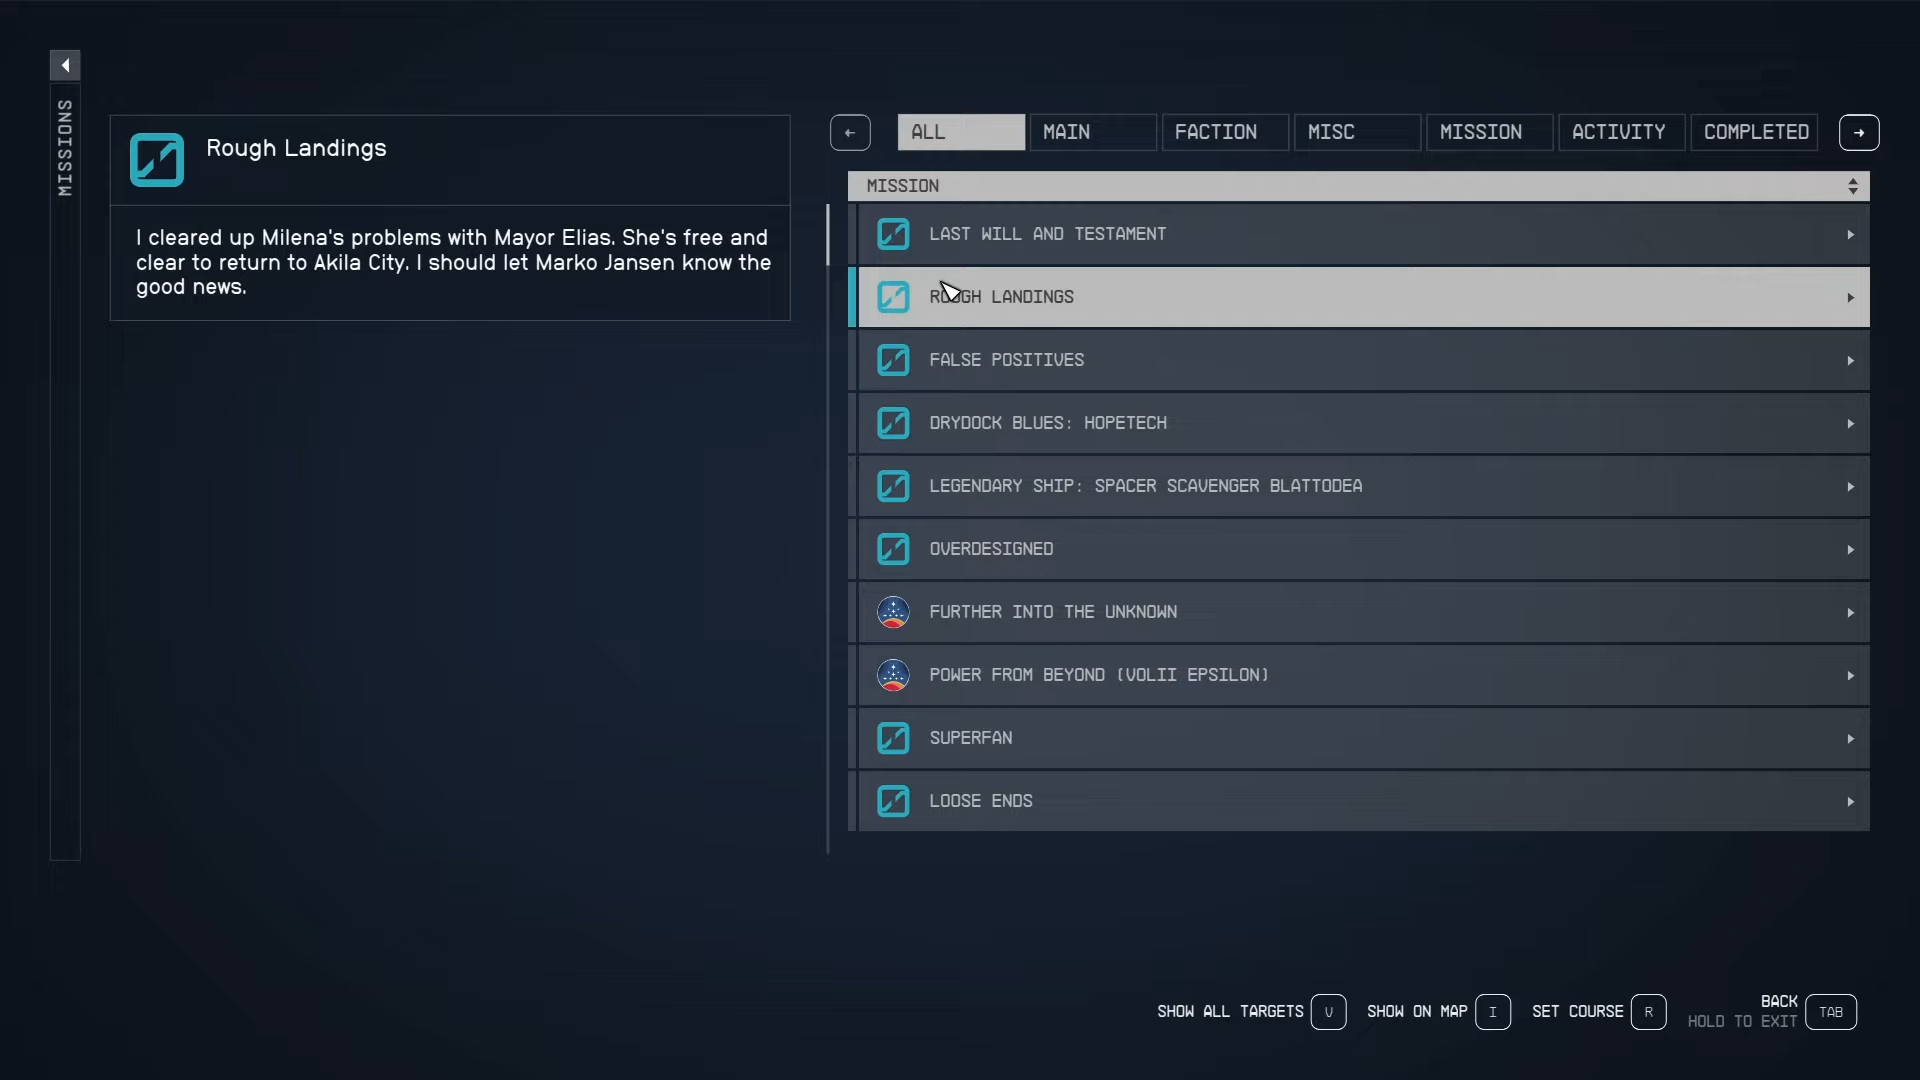 MISSIONS
Rough Landings
I cleared up Milena's problems with Mayor Elias. She's free and
clear to return to Akila City. I should let Marko Jansen know the
good news.
ALL MAIN FACTION MISC MISSION ACTIVITY COMPLETED
MISSION
LAST WILL AND TESTAMENT
ROUGH LANDINGS
FALSE POSITIVES
DRYDOCK BLUES: HOPETECH
LEGENDARY SHIP: SPACER SCAVENGER BLATTODEA
OVERDESIGNED
FURTHER INTO THE UNKNOWN
POWER FROM BEYOND (VOLII EPSILON)
SUPERFAN
LOOSE ENDS
SHOW ALL TARGETS V SHOW ON MAP I SET COURSE R BACK TAB
HOLD TO EXIT